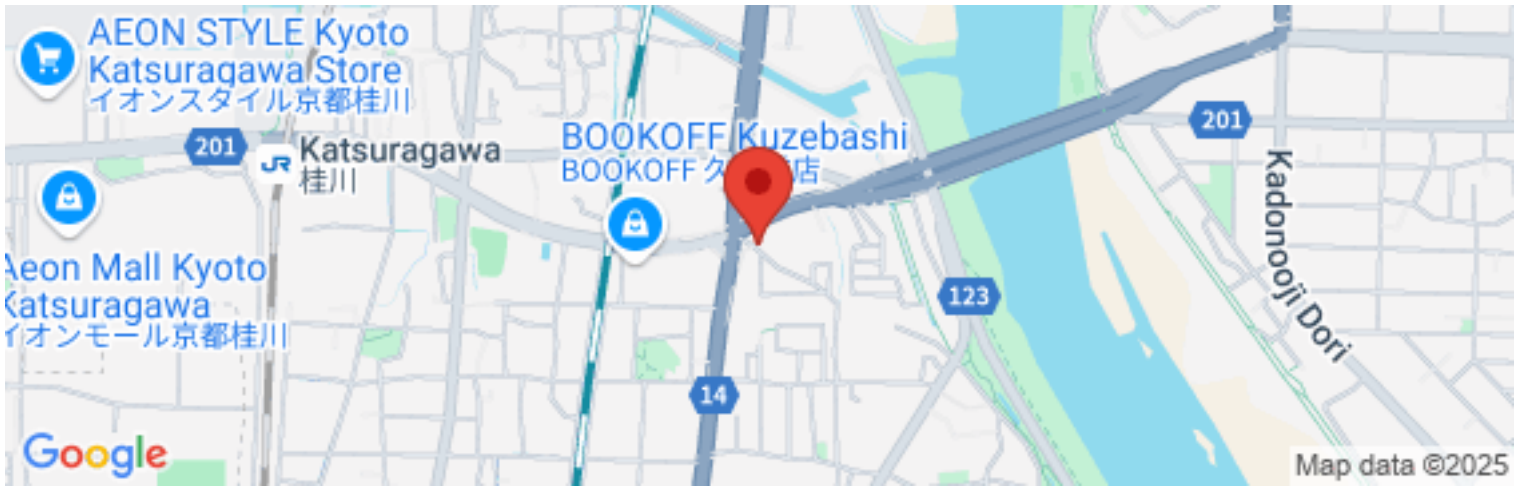 AEON STYLE Kyoto
Katsuragawa Store
イオンスタイル京都桂川
201
JR
Katsuragawa
桂川
BOOKOFF Kuzebashi
BOOKOFF 久 店
201
Kadonooji Dori
Aeon Mall Kyoto
Katsuragawa
イオンモール京都桂川
123
14
Google
Map data ©2025